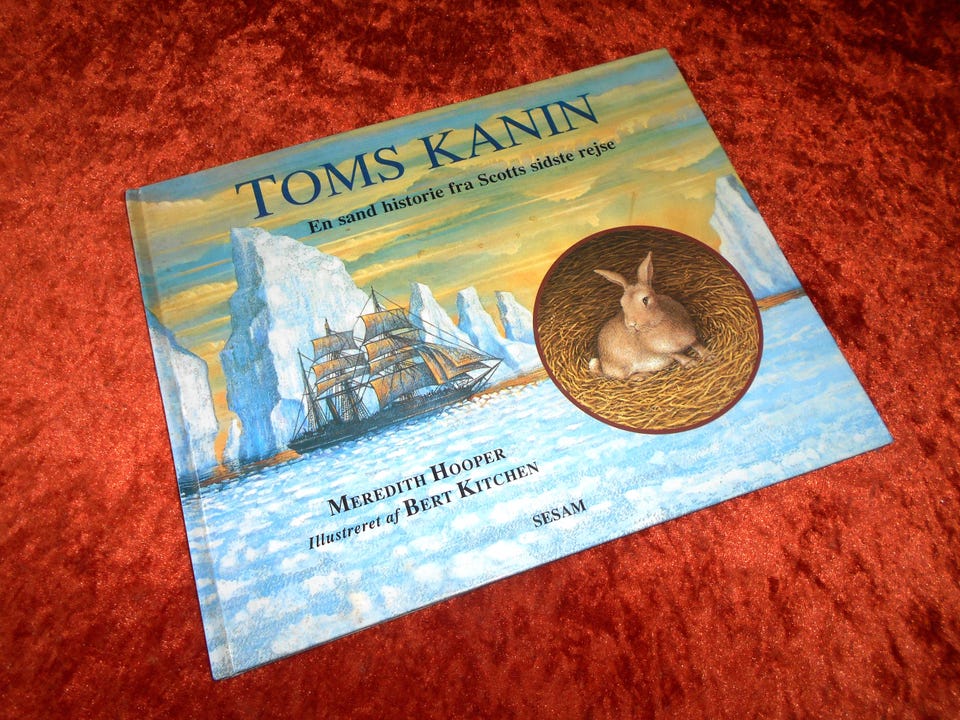 TOMS KANIN
En sand historie fra Scotts sidste rejse
MEREDITH HOOPER
Illustreret af BERT KITCHEN
SESAM